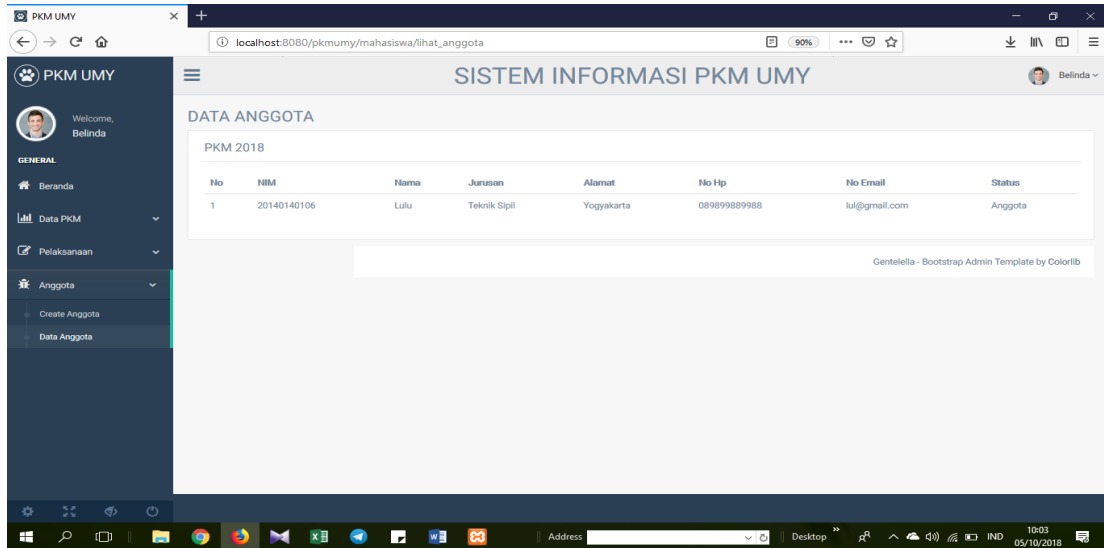 PKM UMY
localhost:8080/pkmumy/mahasiswa/lihat_anggota
90%
PKM UMY
SISTEM INFORMASI PKM UMY
Belinda
Welcome,
Belinda
GENERAL
Beranda
Data PKM
Pelaksanaan
Anggota
Create Anggota
Data Anggota
DATA ANGGOTA
PKM 2018
No NIM Nama Jurusan Alamat No Hp No Email Status
1 20140140106 Lulu Teknik Sipil Yogyakarta 089899889988 lul@gmail.com Anggota
Gentelella - Bootstrap Admin Template by Colorlib
Address
Desktop
IND
10:03
05/10/2018